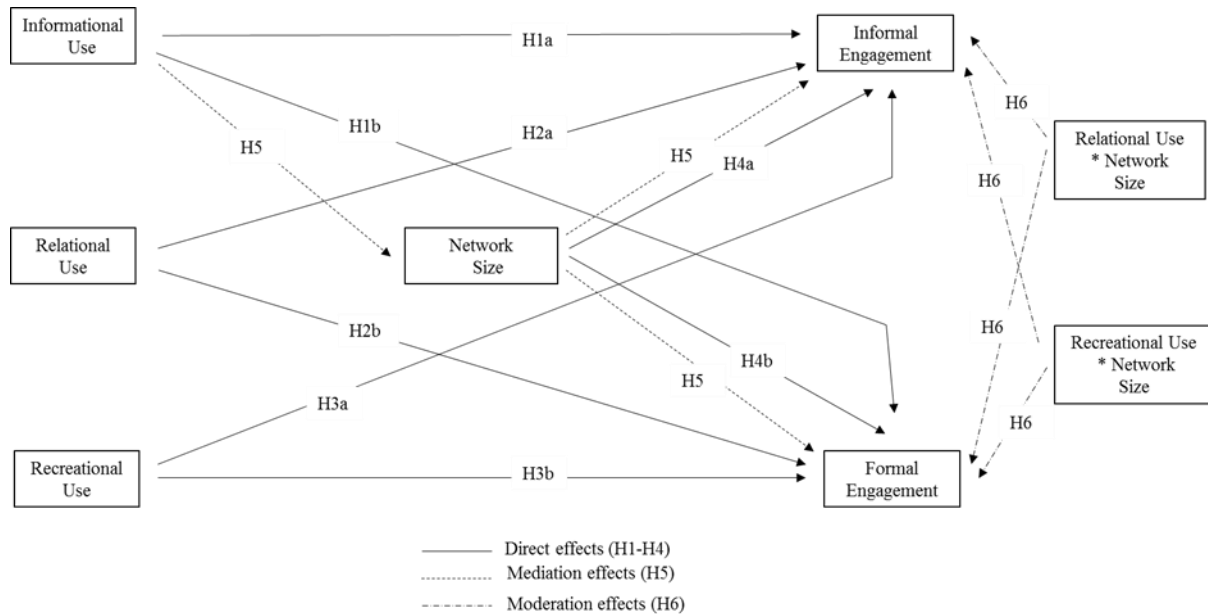 Informational
Use
H1a
Informal
Engagement
H1b
H2a
H5
H5
H4a
H6
H6
Relational Use
* Network
Size
Relational
Use
Network
Size
H2b
H4b
H5
H6
Recreational Use
* Network
Size
H3a
H6
Recreational
Use
H3b
Formal
Engagement
Direct effects (H1-H4)
Mediation effects (H5)
Moderation effects (H6)